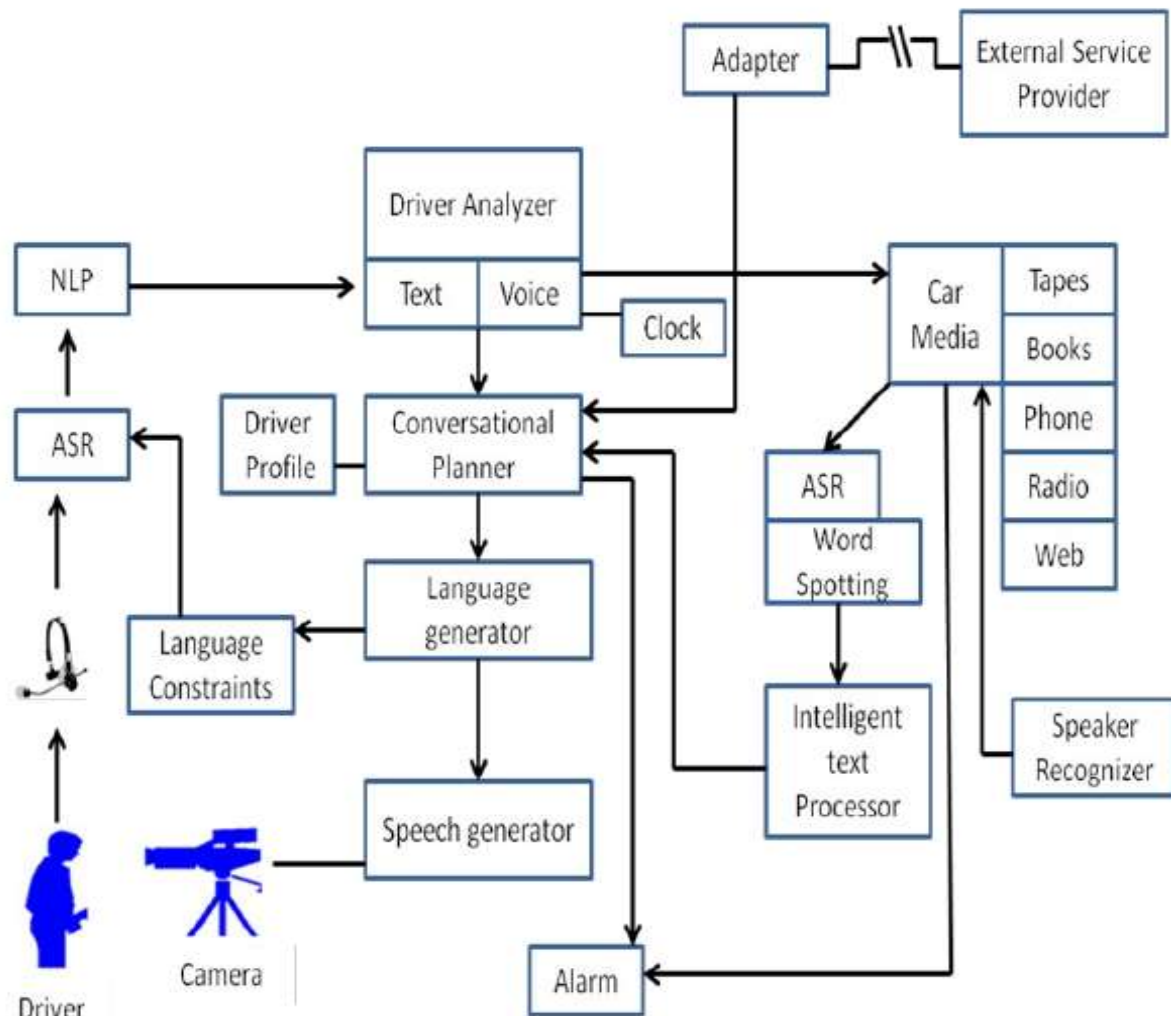 Adapter
External Service
Provider
Driver Analyzer
NLP
Text
Voice
Clock
Car
Media
Tapes
Books
Phone
Radio
Web
Driver
Profile
Conversational
Planner
ASR
ASR
Word
Spotting
Language
generator
Language
Constraints
Intelligent
text
Processor
Speaker
Recognizer
Speech generator
Camera
Alarm
Driver